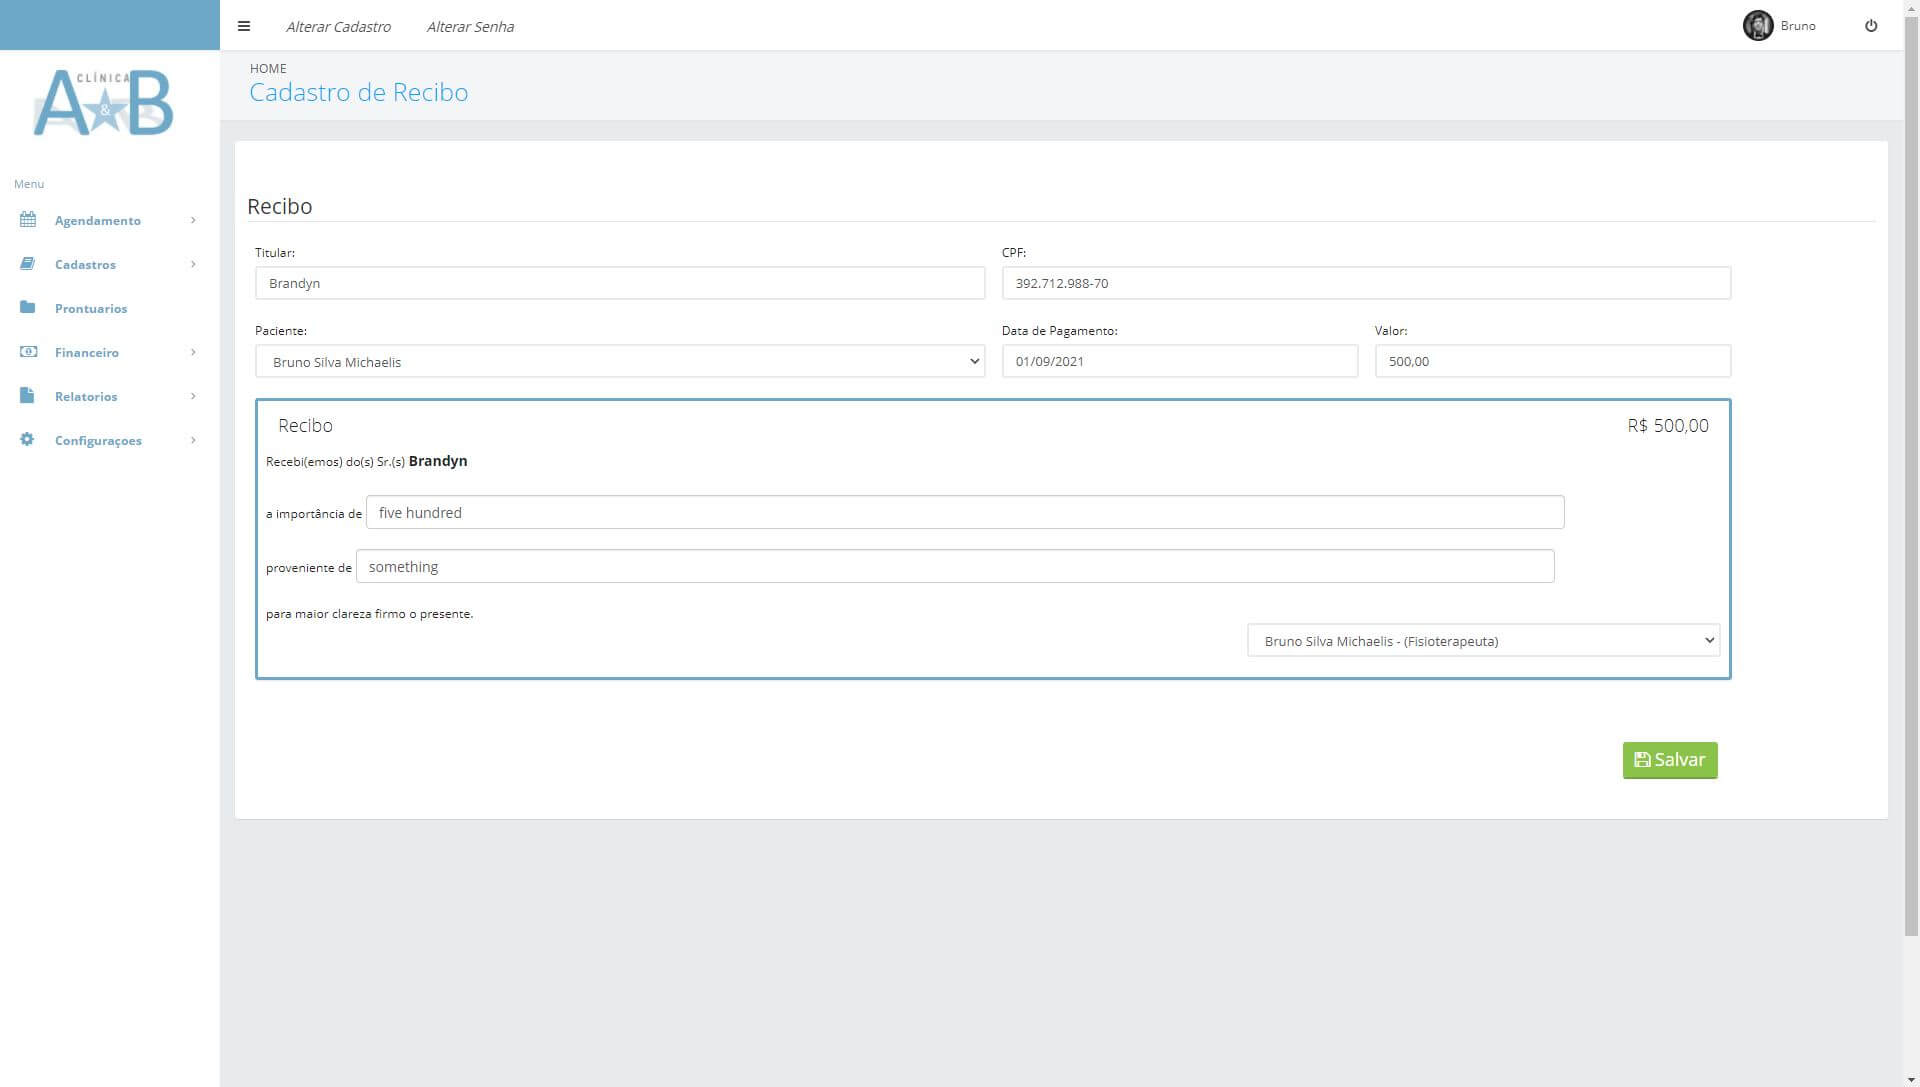 Alterar Cadastro Alterar Senha Bruno
CLÍNICA
A&B
HOME
Cadastro de Recibo
Menu
Agendamento
Cadastros
Prontuarios
Financeiro
Relatorios
Configuraçoes
Recibo
Titular: CPF:
Brandyn 392.712.988-70
Paciente: Data de Pagamento: Valor:
Bruno Silva Michaelis 01/09/2021 500,00
Recibo R$ 500,00
Recebi(emos) do(s) Sr.(s) Brandyn
a importância de five hundred
proveniente de something
para maior clareza firmo o presente.
Bruno Silva Michaelis - (Fisioterapeuta)
Salvar